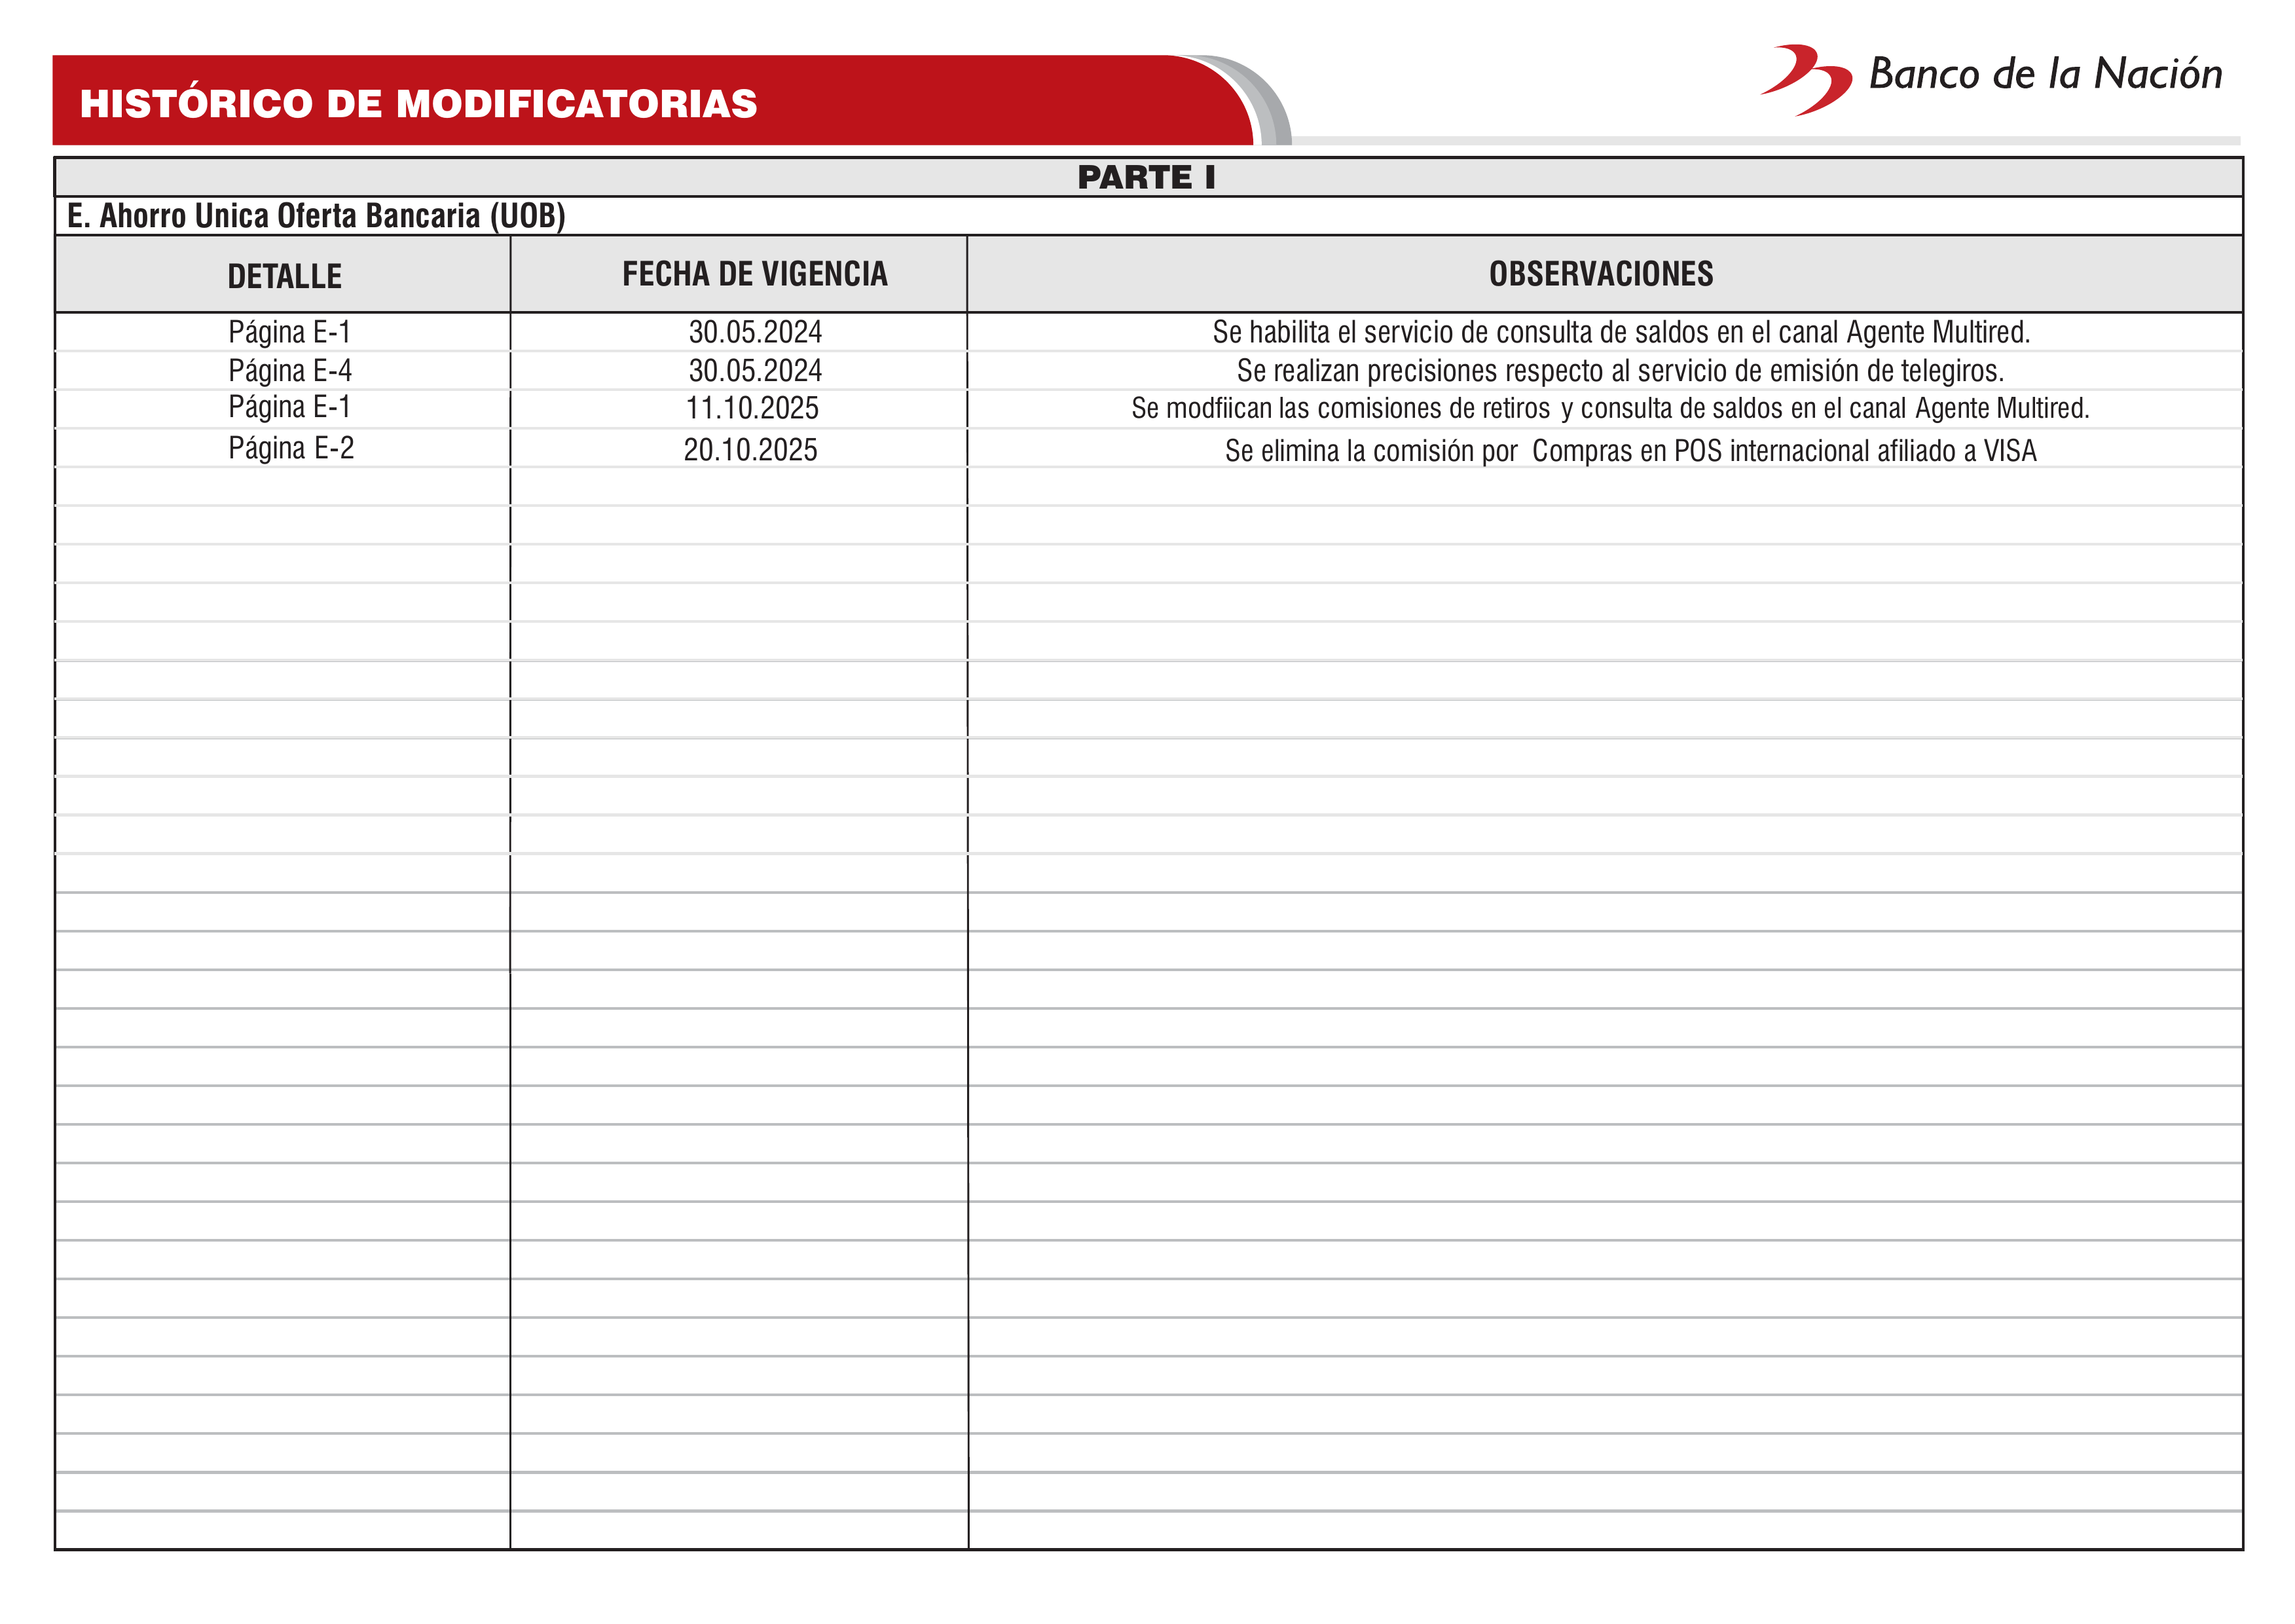 HISTÓRICO DE MODIFICATORIAS
Banco de la Nación
PARTE I
E. Ahorro Unica Oferta Bancaria (UOB)
DETALLE FECHA DE VIGENCIA OBSERVACIONES
Página E-1 30.05.2024 Se habilita el servicio de consulta de saldos en el canal Agente Multired.
Página E-4 30.05.2024 Se realizan precisiones respecto al servicio de emisión de telegiros.
Página E-1 11.10.2025 Se modfiican las comisiones de retiros y consulta de saldos en el canal Agente Multired.
Página E-2 20.10.2025 Se elimina la comisión por Compras en POS internacional afiliado a VISA